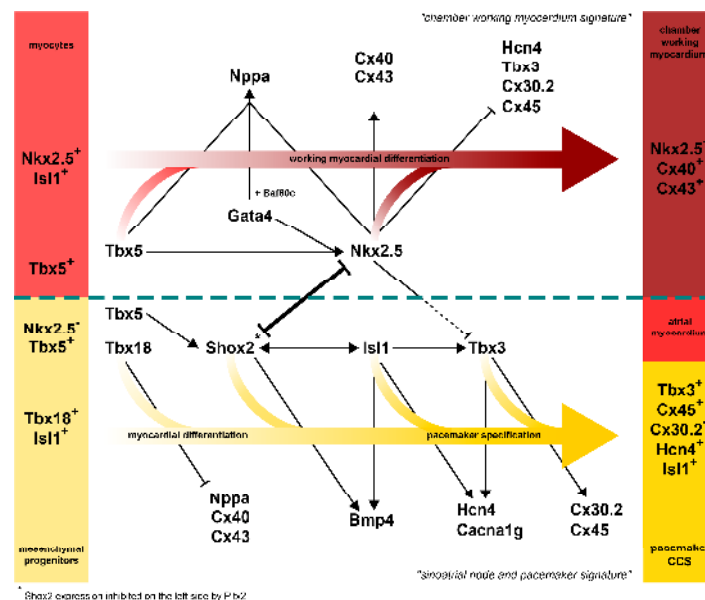 "chamber working myocardium signature"
myocytes
chamber
working
myocardium
Nppa
Cx40
Cx43
Hcn4
Tbx3
Cx30.2
Cx45
Nkx2.5+
Isl1+
working myocardial differentiation
Nkx2.5+
Cx40+
Cx43+
+ Baf60c
Gata4
Tbx5
Nkx2.5
Tbx5+
Tbx5
Nkx2.5-
Tbx5+
Tbx18
Shox2
Isl1
Tbx3
atrial
myocardium
Tbx18+
Isl1+
myocardial differentiation
pacemaker specification
Tbx3+
Cx45+
Cx30.2+
Hcn4+
Isl1+
Nppa
Cx40
Cx43
Bmp4
Hcn4
Cacna1g
Cx30.2
Cx45
mesenchymal
progenitors
pacemaker
CCS
"sinoatrial node and pacemaker signature"
* Shox2 expression inhibited on the left side by Pitx2